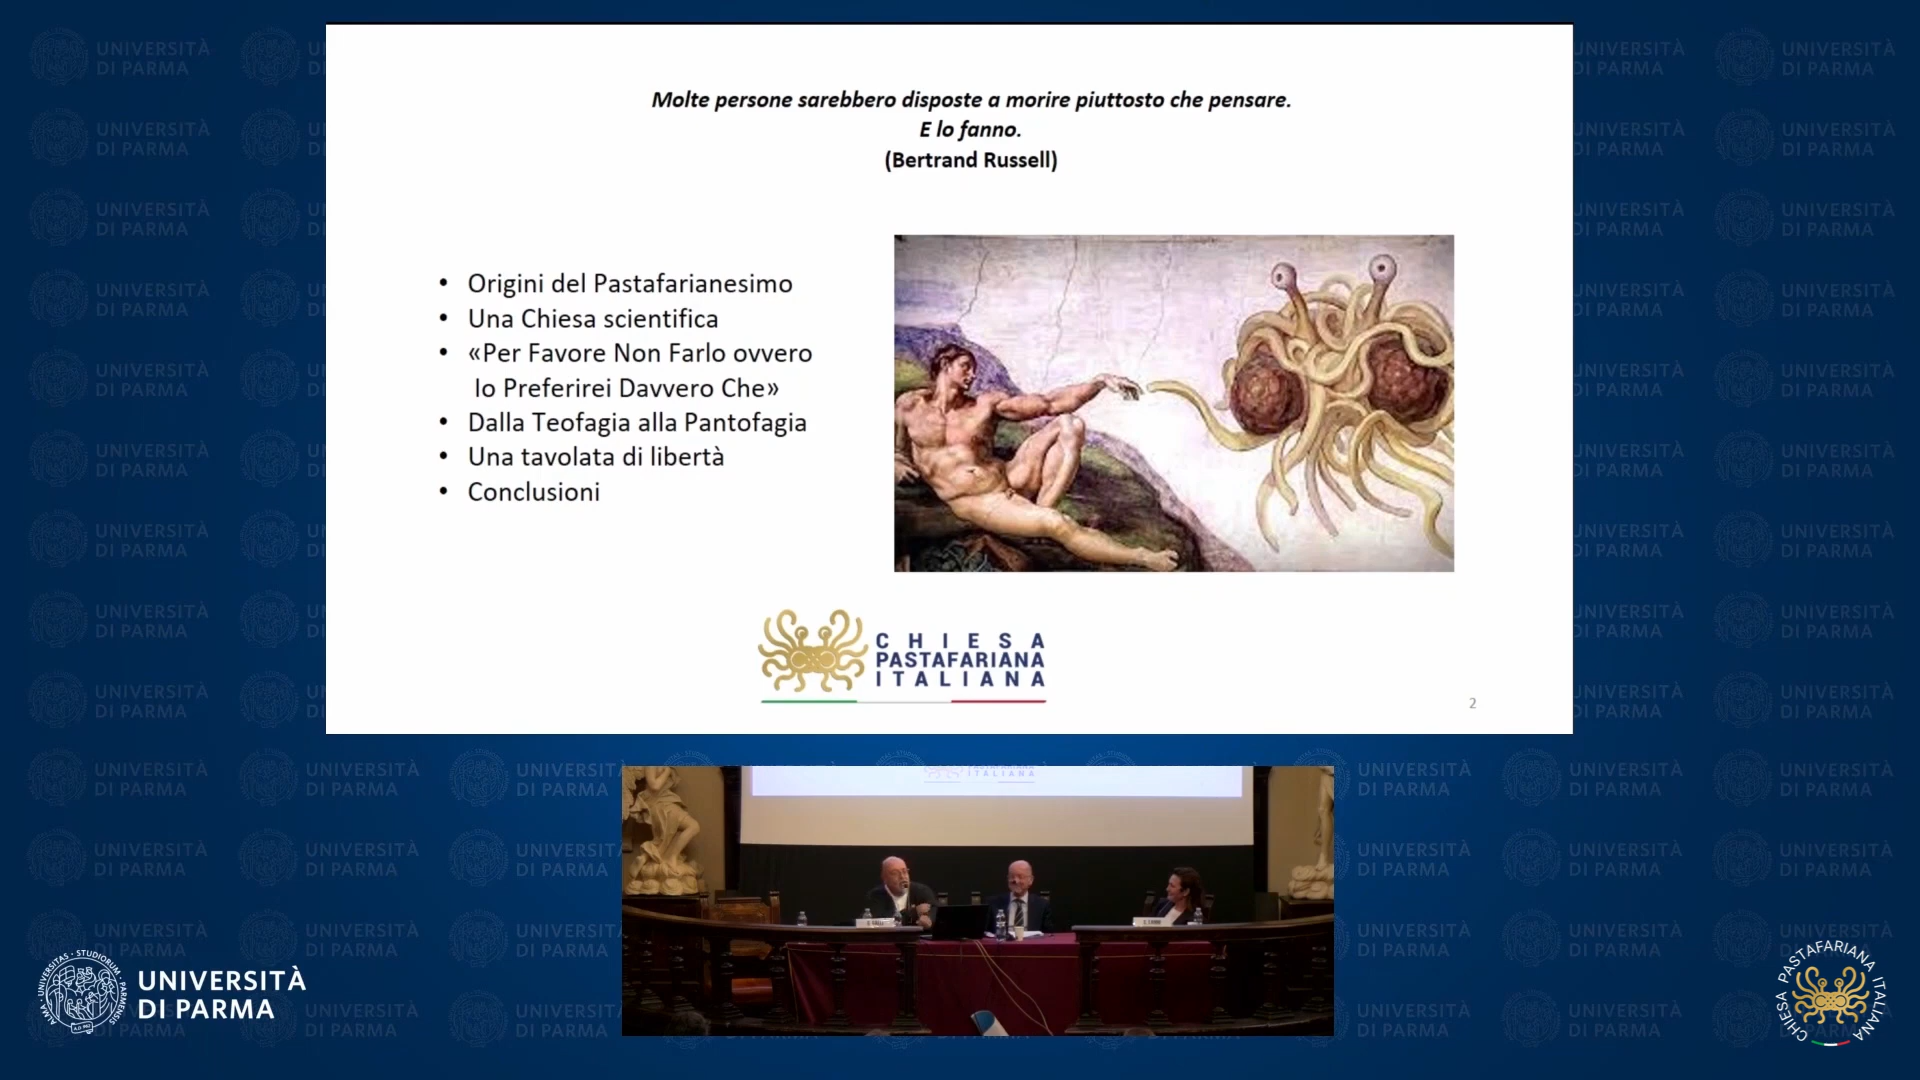 Molte persone sarebbero disposte a morire piuttosto che pensare.
E lo fanno.
(Bertrand Russell)
• Origini del Pastafarianesimo
• Una Chiesa scientifica
• «Per Favore Non Farlo ovvero
Io Preferirei Davvero Che»
• Dalla Teofagia alla Pantofagia
• Una tavolata di libertà
• Conclusioni
CHIESA
PASTAFARIANA
ITALIANA
2
UNIVERSITÀ
DI PARMA
CHIESA PASTAFARIANA ITALIANA